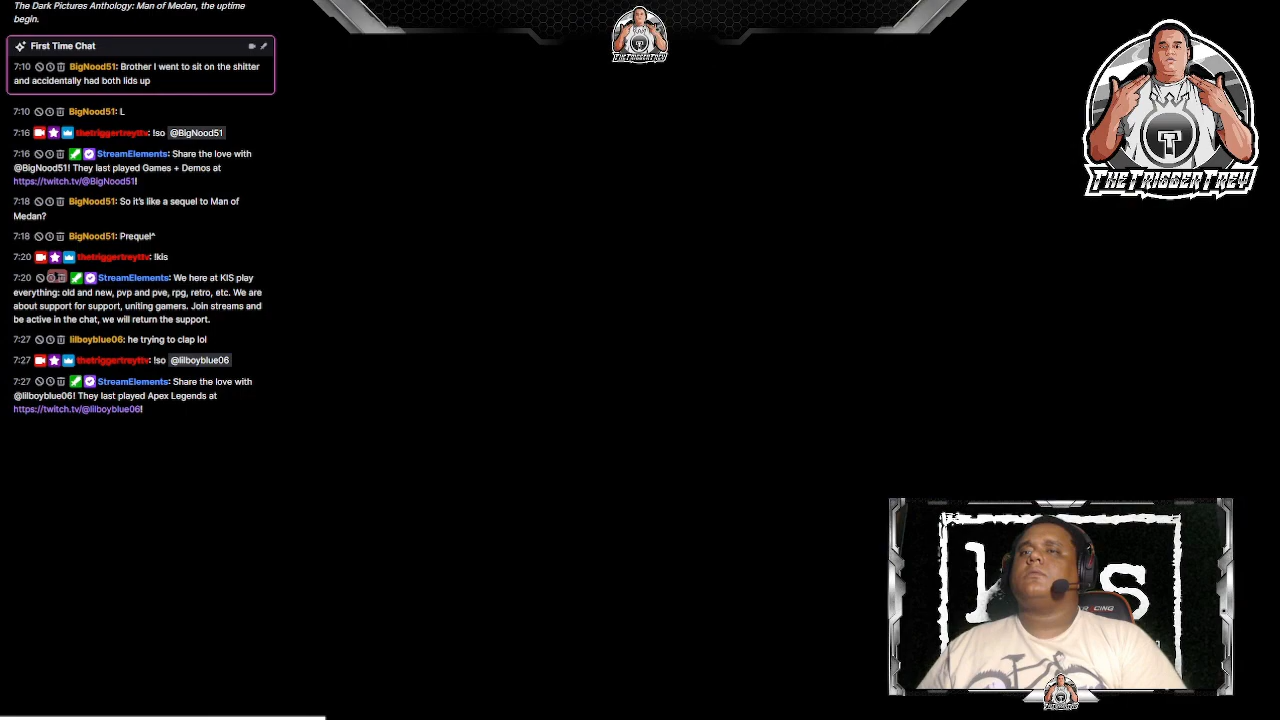 The Dark Pictures Anthology: Man of Medan, the uptime
begin.
First Time Chat
7:10 BigNood51: Brother I went to sit on the shitter
and accidentally had both lids up
7:10 BigNood51: L
7:16 thetriggertreyttv: !so @BigNood51
7:16 StreamElements: Share the love with
@BigNood51! They last played Games + Demos at
https://twitch.tv/@BigNood51!
7:18 BigNood51: So it's like a sequel to Man of
Medan?
7:18 BigNood51: Prequel^
7:20 thetriggertreyttv: !kis
7:20 StreamElements: We here at KIS play
everything: old and new, pvp and pve, rpg, retro, etc. We are
about support for support, uniting gamers. Join streams and
be active in the chat, we will return the support.
7:27 lilboyblue06: he trying to clap lol
7:27 thetriggertreyttv: !so @lilboyblue06
7:27 StreamElements: Share the love with
@lilboyblue06! They last played Apex Legends at
https://twitch.tv/@lilboyblue06!
THETRIGGERTREY
T
THETRIGGERTREY